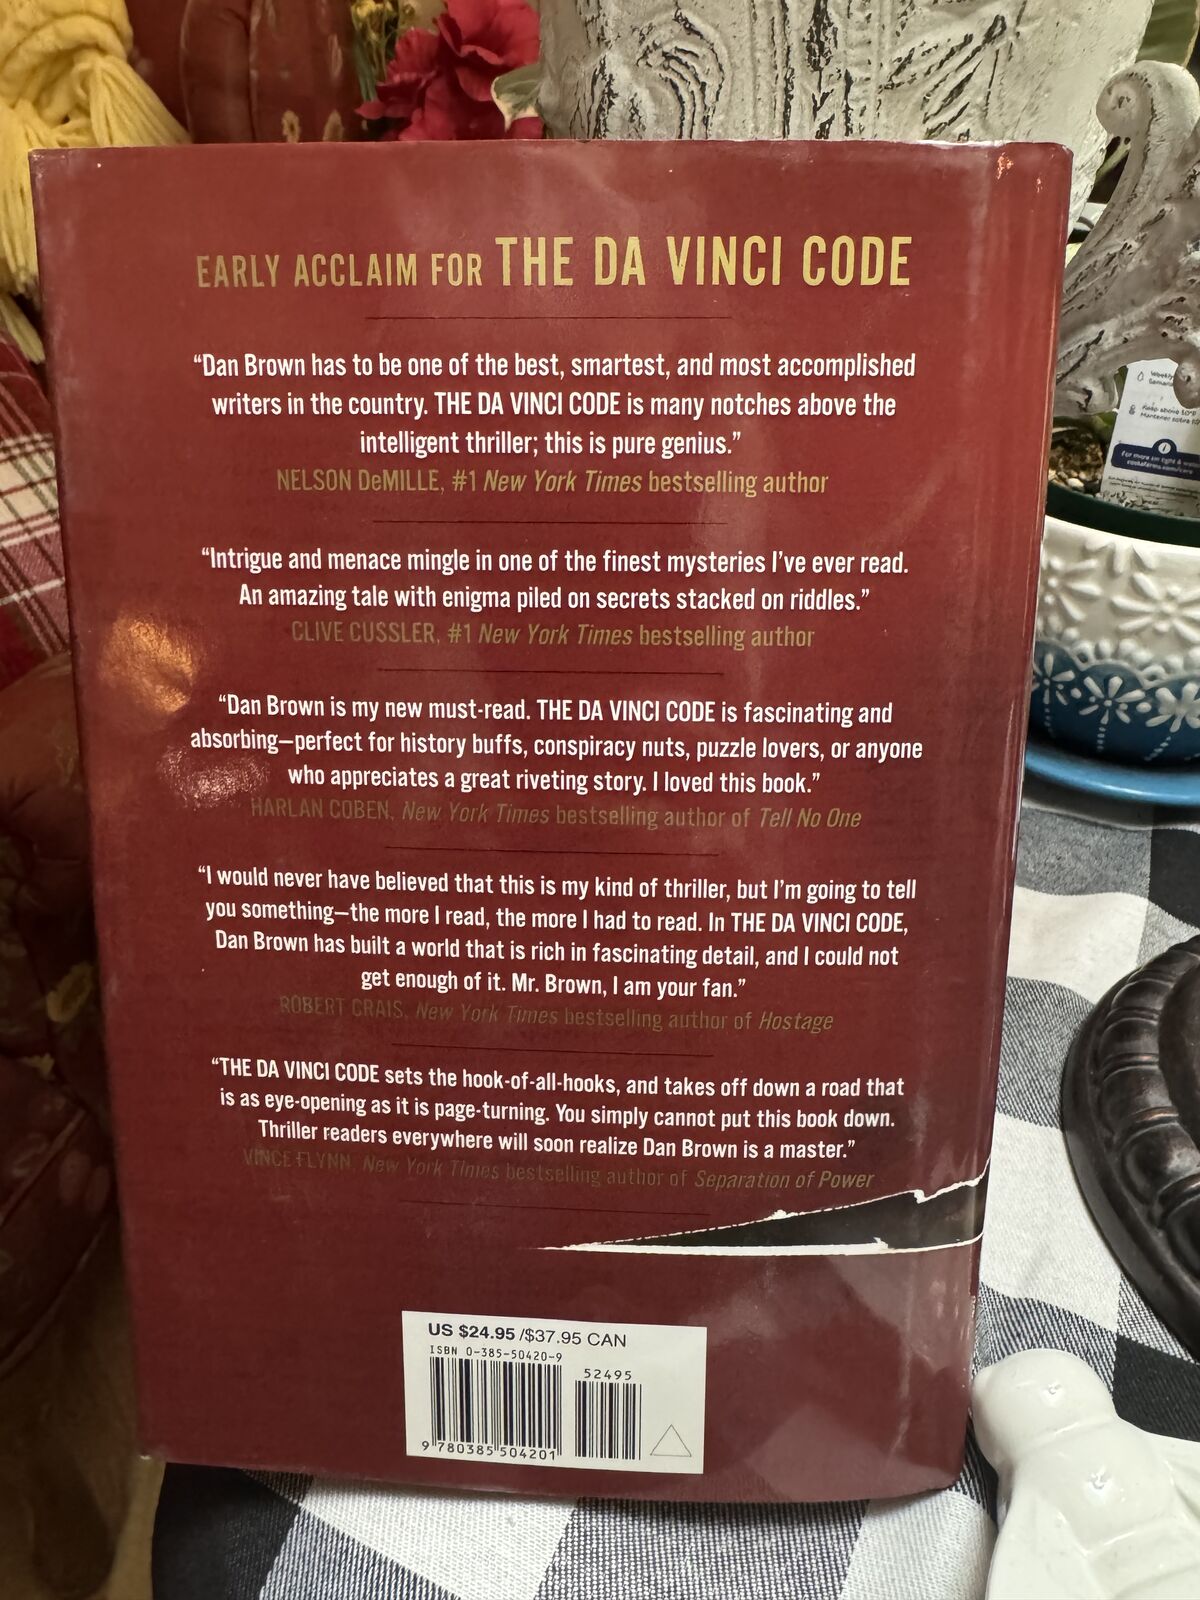 EARLY ACCLAIM FOR THE DA VINCI CODE
“Dan Brown has to be one of the best, smartest, and most accomplished
writers in the country. THE DA VINCI CODE is many notches above the
intelligent thriller; this is pure genius.”
NELSON DeMILLE, #1 New York Times bestselling author
“Intrigue and menace mingle in one of the finest mysteries I’ve ever read.
An amazing tale with enigma piled on secrets stacked on riddles.”
CLIVE CUSSLER, #1 New York Times bestselling author
“Dan Brown is my new must-read. THE DA VINCI CODE is fascinating and
absorbing—perfect for history buffs, conspiracy nuts, puzzle lovers, or anyone
who appreciates a great riveting story. I loved this book.”
HARLAN COBEN, New York Times bestselling author of Tell No One
“I would never have believed that this is my kind of thriller, but I’m going to tell
you something—the more I read, the more I had to read. In THE DA VINCI CODE,
Dan Brown has built a world that is rich in fascinating detail, and I could not
get enough of it. Mr. Brown, I am your fan.”
ROBERT CRAIS, New York Times bestselling author of Hostage
“THE DA VINCI CODE sets the hook-of-all-hooks, and takes off down a road that
is as eye-opening as it is page-turning. You simply cannot put this book down.
Thriller readers everywhere will soon realize Dan Brown is a master.”
VINCE FLYNN, New York Times bestselling author of Separation of Power
US $24.95 /$37.95 CAN
ISBN 0-385-50420-9
52495
9 780385 504201
Weekly
Keep above
Mantener sobre
For more